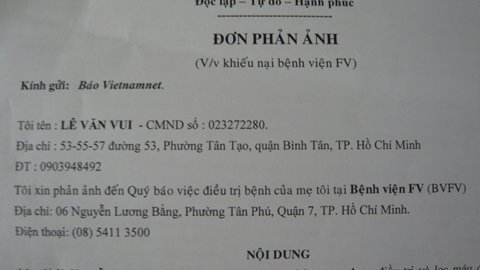 Độc lập – Tự do – Hạnh phúc
ĐƠN PHẢN ẢNH
(V/v khiếu nại bệnh viện FV)
Kính gửi: Báo Vietnamnet.
Tôi tên : LÊ VĂN VUI - CMND số : 023272280.
Địa chỉ : 53-55-57 đường 53, Phường Tân Tạo, quận Bình Tân, TP. Hồ Chí Minh
ĐT : 0903948492
Tôi xin phản ảnh đến Quý báo việc điều trị bệnh của mẹ tôi tại Bệnh viện FV (BVFV)
Địa chỉ: 06 Nguyễn Lương Bằng, Phường Tân Phú, Quận 7, TP. Hồ Chí Minh.
Điện thoại: (08) 5411 3500
NỘI DUNG